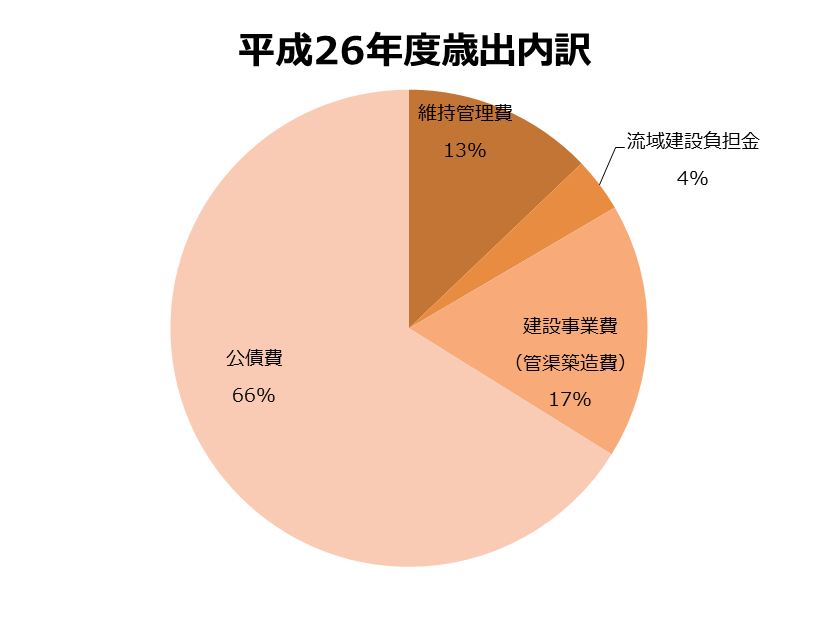 平成26年度歳出内訳
維持管理費
13%
流域建設負担金
4%
建設事業費
（管渠築造費）
17%
公債費
66%